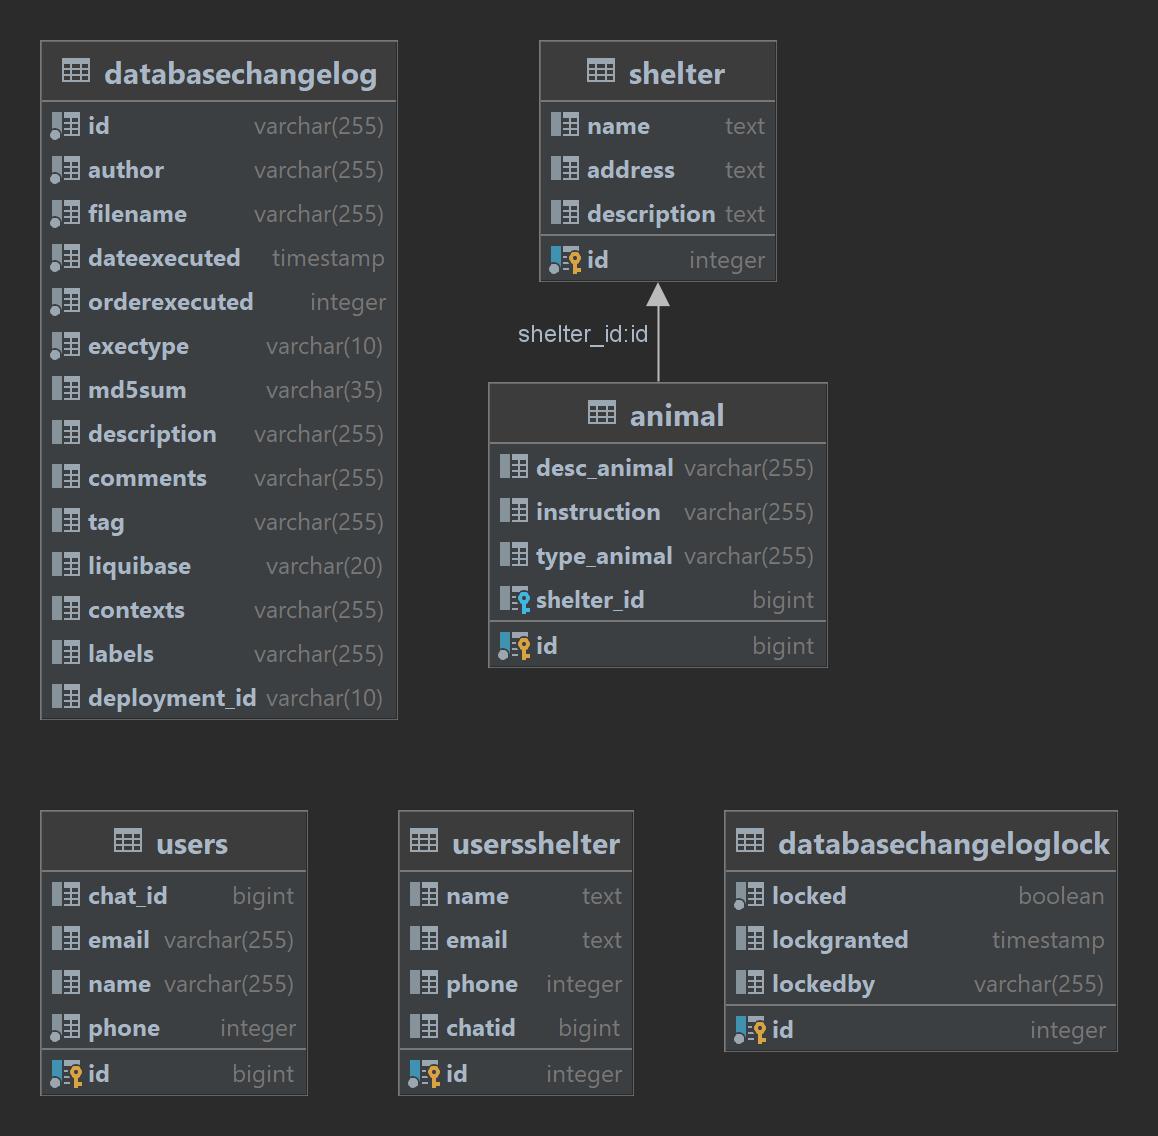 databasechangelog
id varchar(255)
author varchar(255)
filename varchar(255)
dateexecuted timestamp
orderexecuted integer
exectype varchar(10)
md5sum varchar(35)
description varchar(255)
comments varchar(255)
tag varchar(255)
liquibase varchar(20)
contexts varchar(255)
labels varchar(255)
deployment_id varchar(10)
shelter
name text
address text
description text
id integer
shelter_id:id
animal
desc_animal varchar(255)
instruction varchar(255)
type_animal varchar(255)
shelter_id bigint
id bigint
users
chat_id bigint
email varchar(255)
name varchar(255)
phone integer
id bigint
usersshelter
name text
email text
phone integer
chatid bigint
id integer
databasechangeloglock
locked boolean
lockgranted timestamp
lockedby varchar(255)
id integer